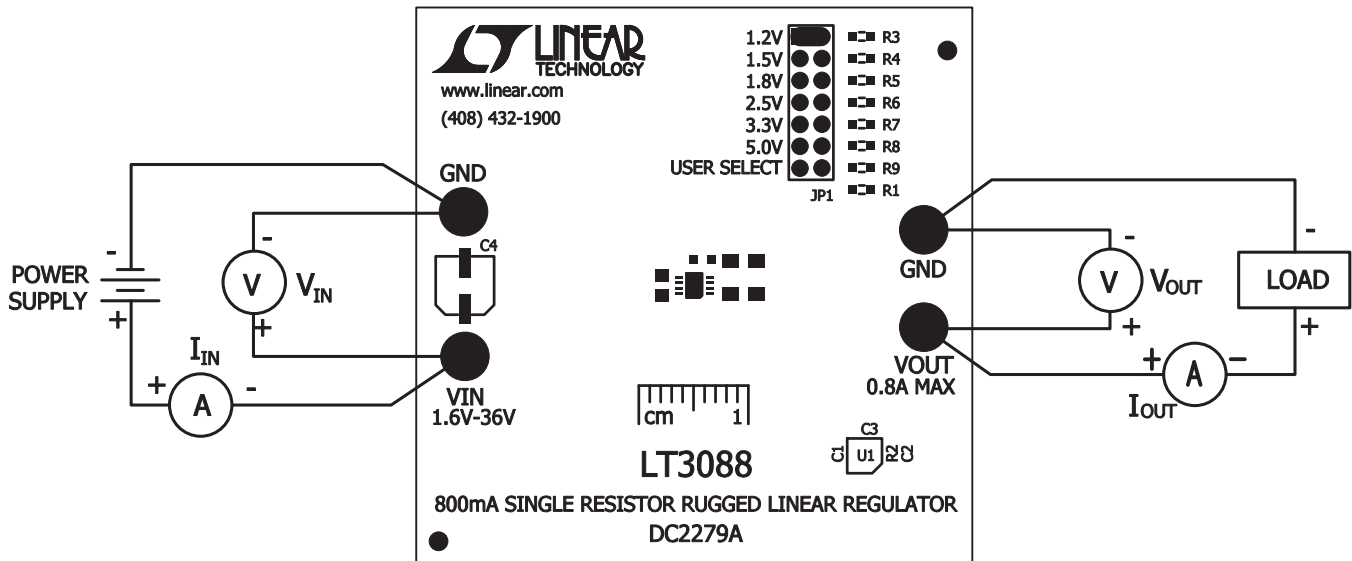 LT LINEAR
TECHNOLOGY
www.linear.com
(408) 432-1900
1.2V R3
1.5V R4
1.8V R5
2.5V R6
3.3V R7
5.0V R8
USER SELECT R9
JP1 R1
GND
C4
- -
POWER
SUPPLY
V VIN
+ +
IIN
+ A -
VIN
1.6V-36V
GND
- -
V VOUT
LOAD
+ +
VOUT
0.8A MAX
+ A -
IOUT
cm 1
C3
C1 U1 R2 C2
LT3088
800mA SINGLE RESISTOR RUGGED LINEAR REGULATOR
DC2279A